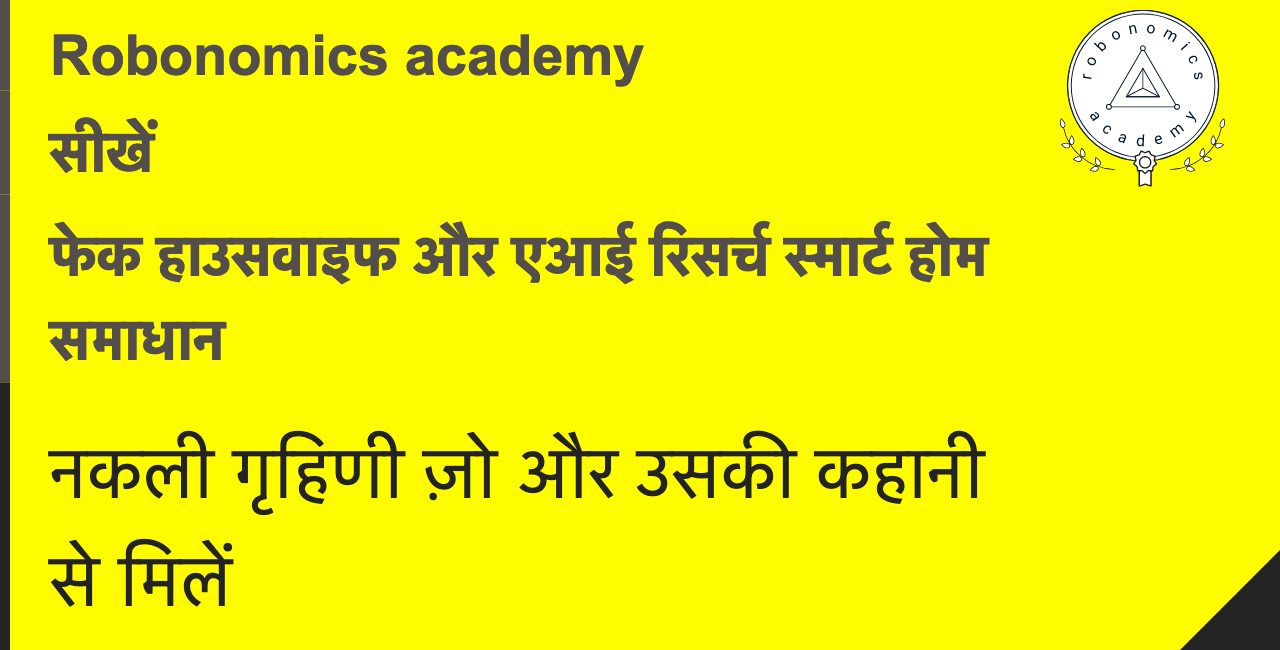 Robonomics academy
सीखें
फेक हाउसवाइफ और एआई रिसर्च स्मार्ट होम
समाधान
नकली गृहिणी ज़ो और उसकी कहानी
से मिलें
robonomics
academy